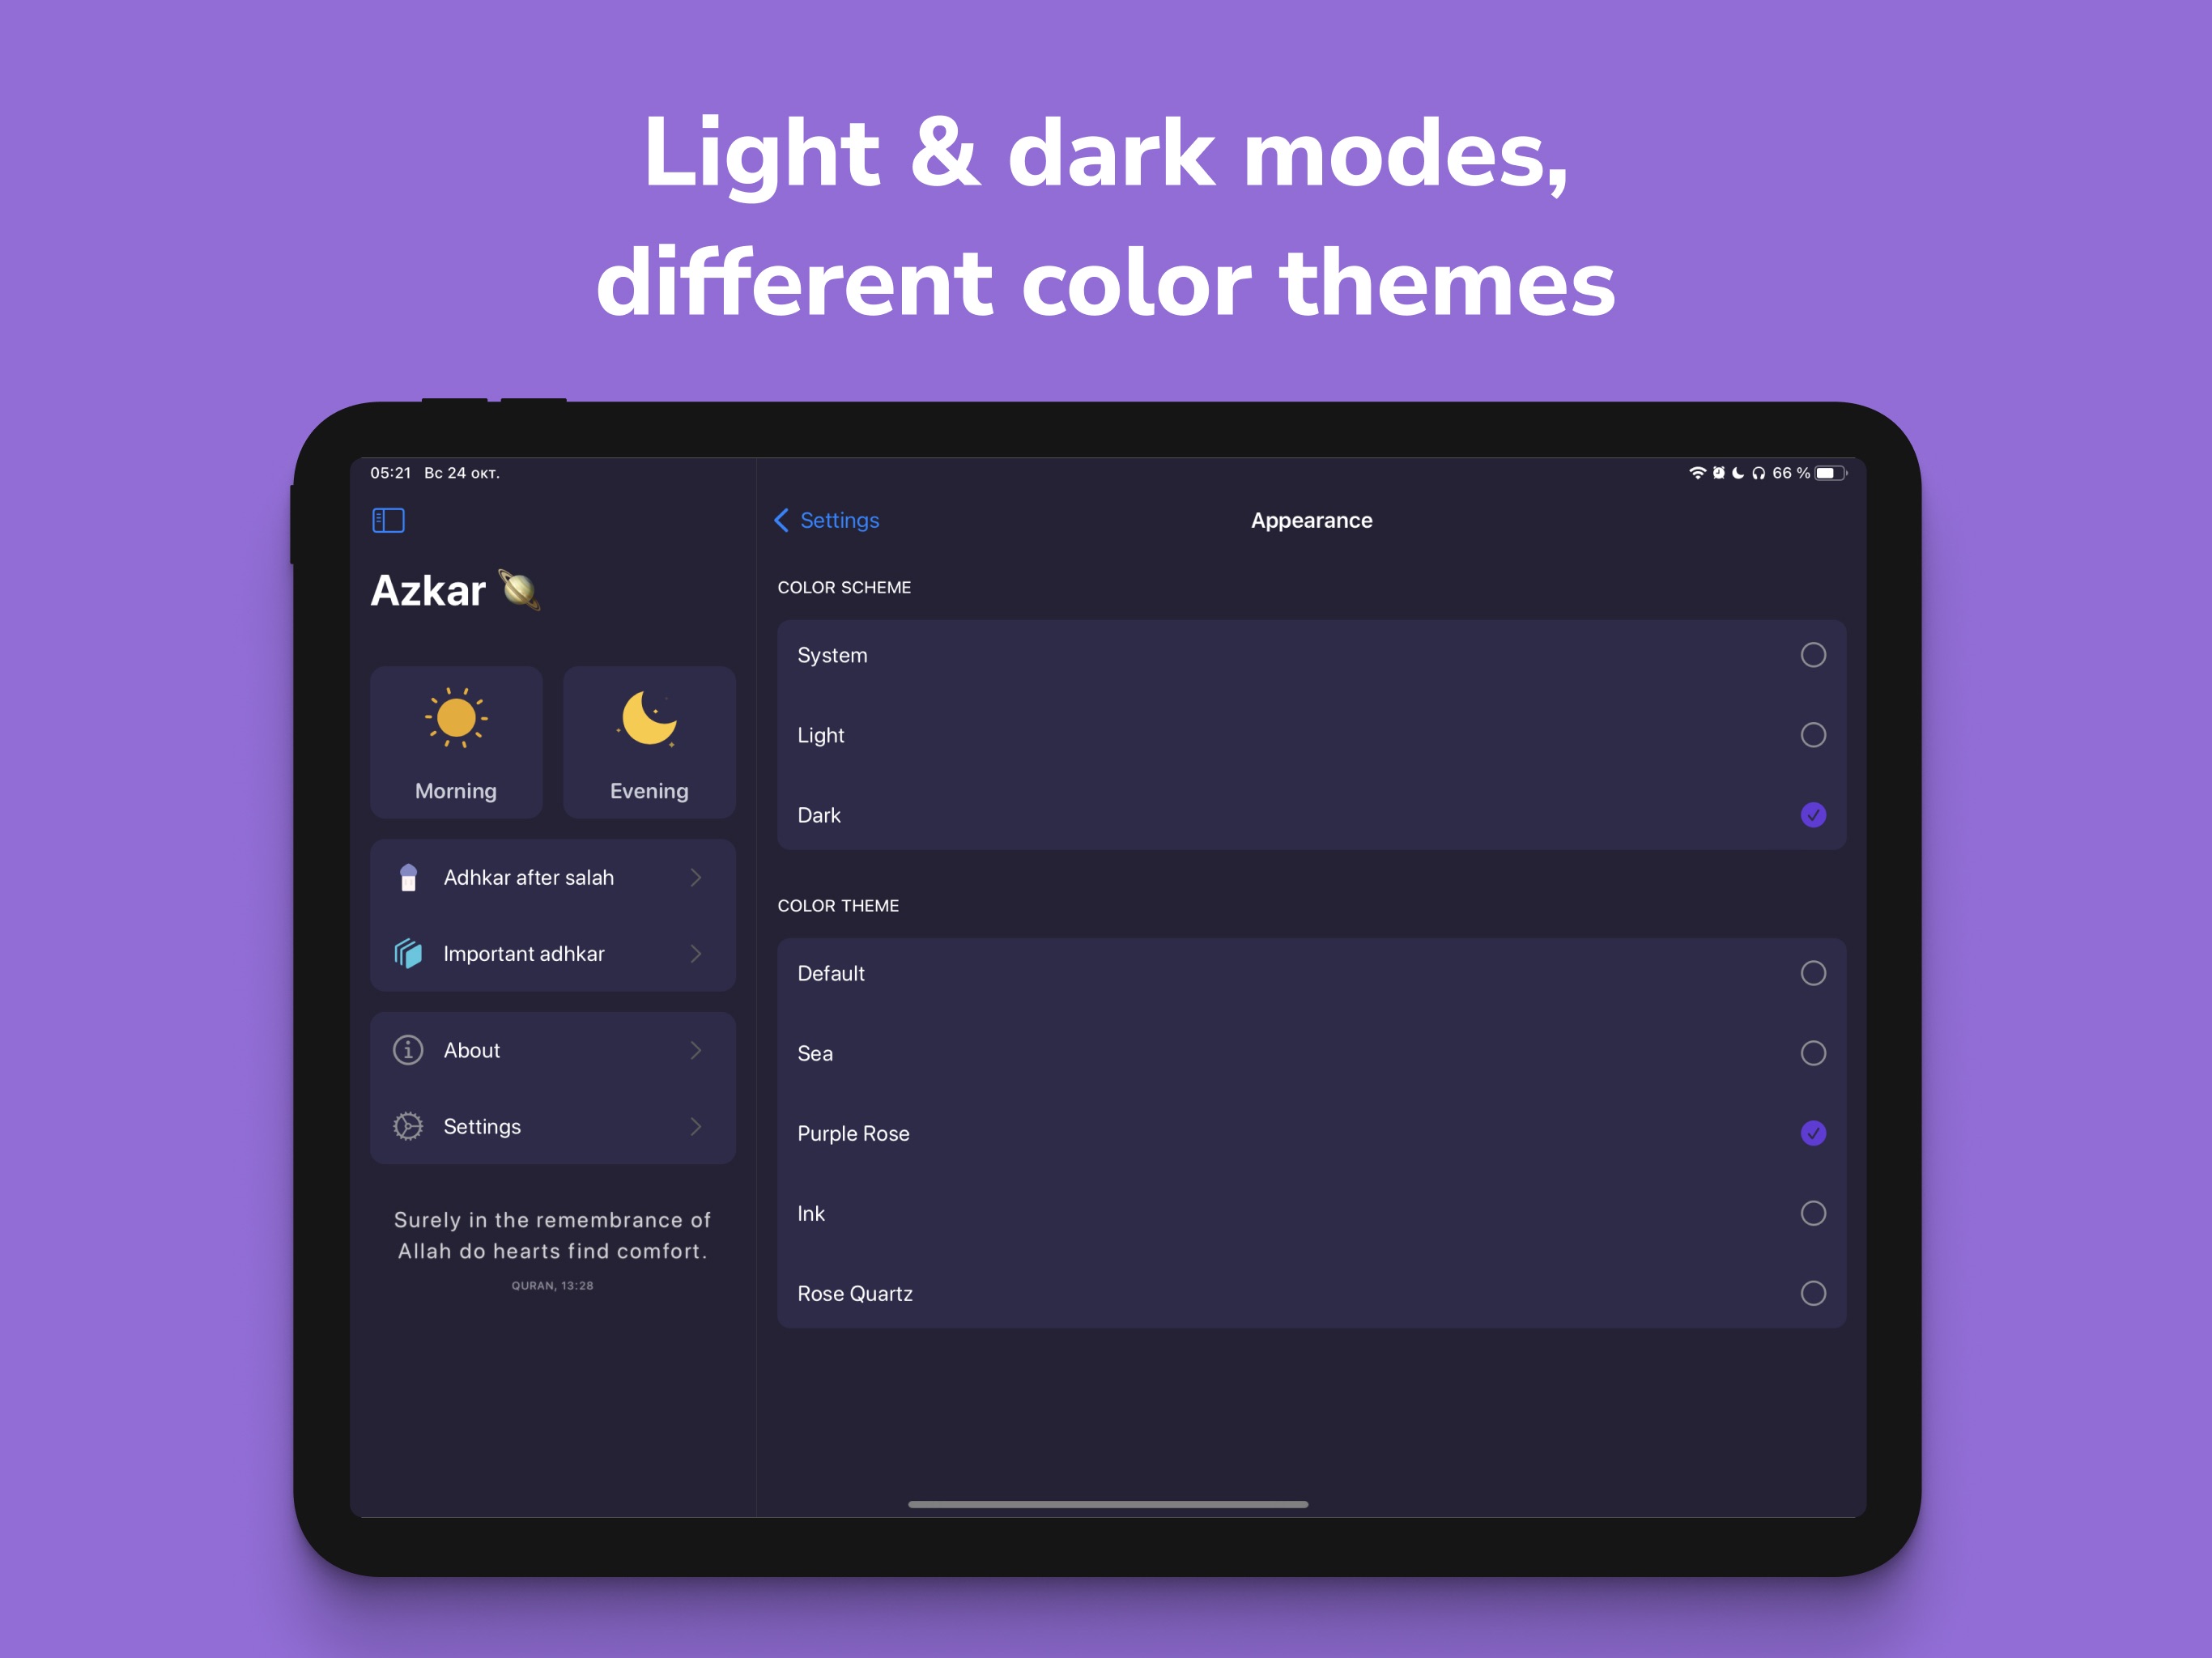 Light & dark modes,
different color themes
05:21 Вс 24 окт.
66 %
Settings
Appearance
Azkar
Morning
Evening
Adhkar after salah
Important adhkar
About
Settings
Surely in the remembrance of
Allah do hearts find comfort.
QURAN, 13:28
COLOR SCHEME
System
Light
Dark
COLOR THEME
Default
Sea
Purple Rose
Ink
Rose Quartz